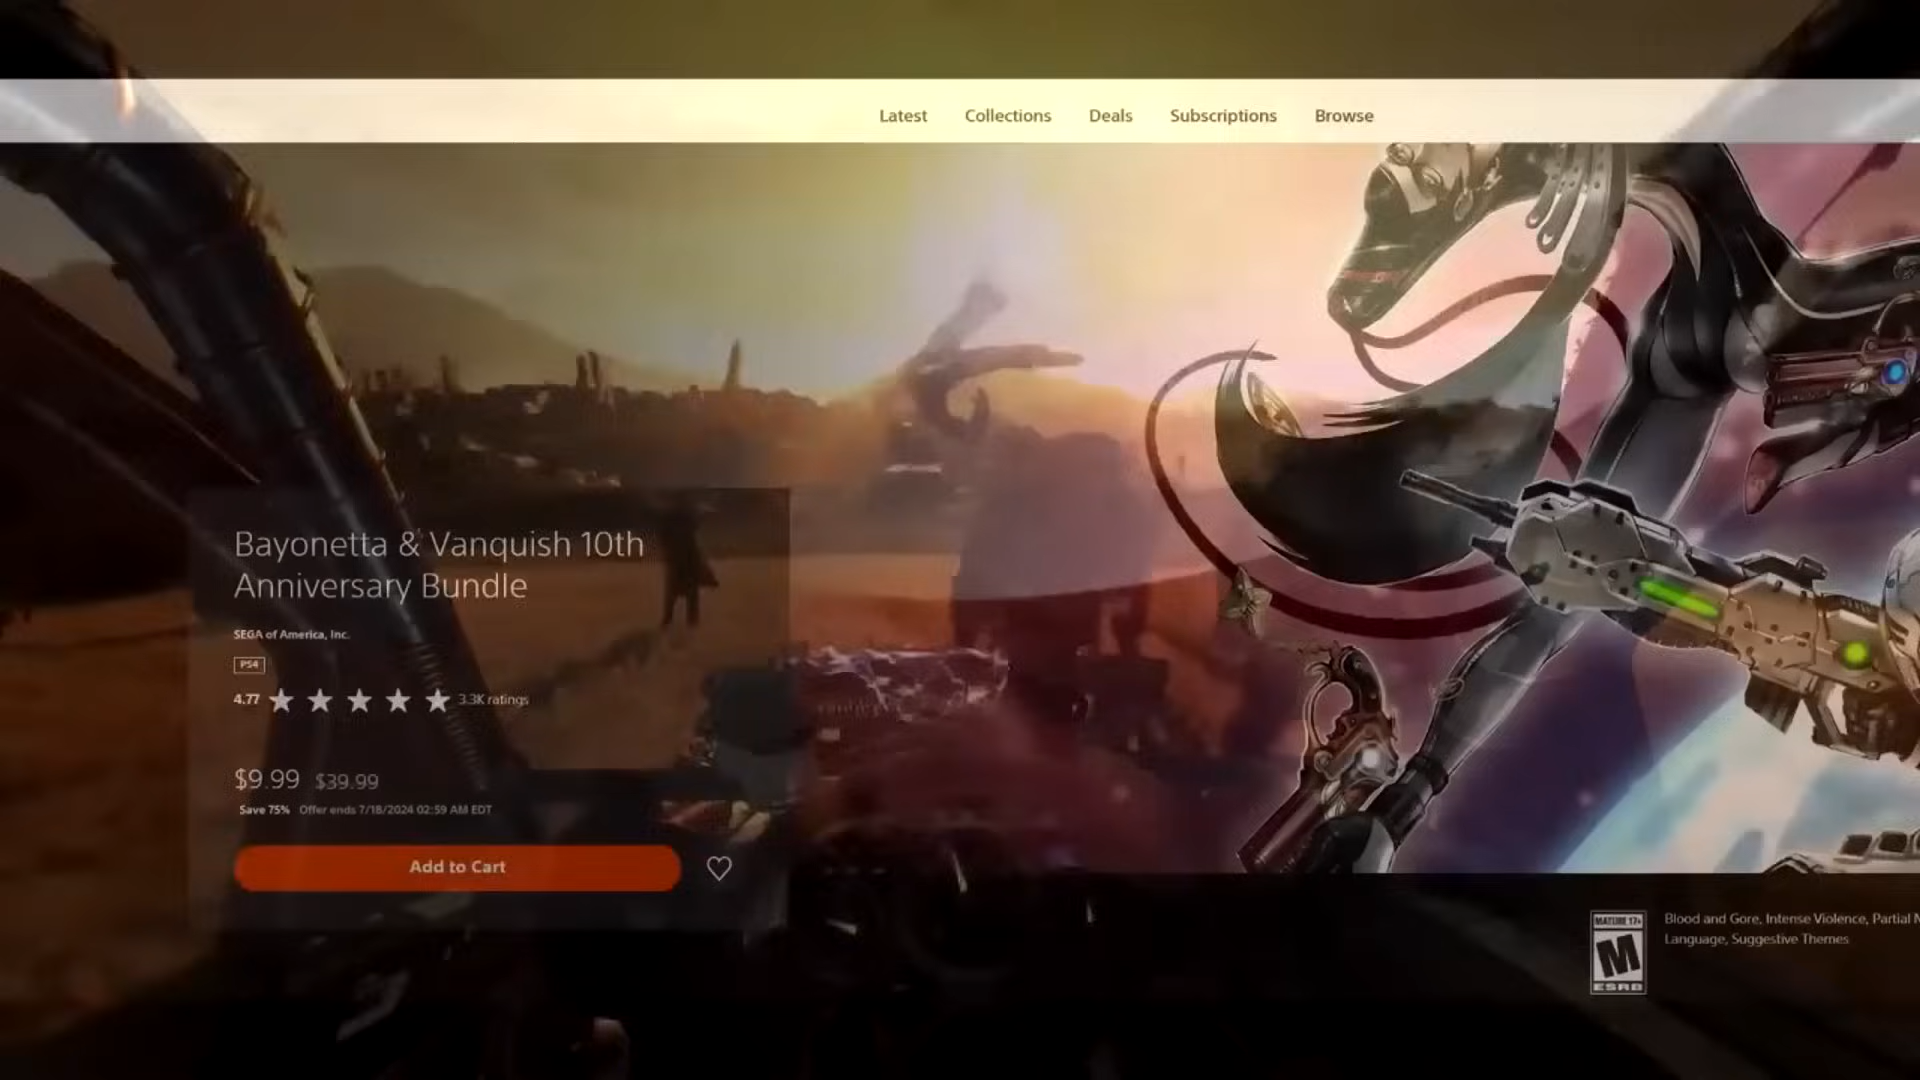 Latest Collections Deals Subscriptions Browse
Bayonetta & Vanquish 10th
Anniversary Bundle
SEGA of America, Inc.
PS4
4.77 3.3K ratings
$9.99 $39.99
Save 75% Offer ends 7/18/2024 02:59 AM EDT
Add to Cart
MATURE 17+
M
ESRB
Blood and Gore, Intense Violence, Partial
Language, Suggestive Themes